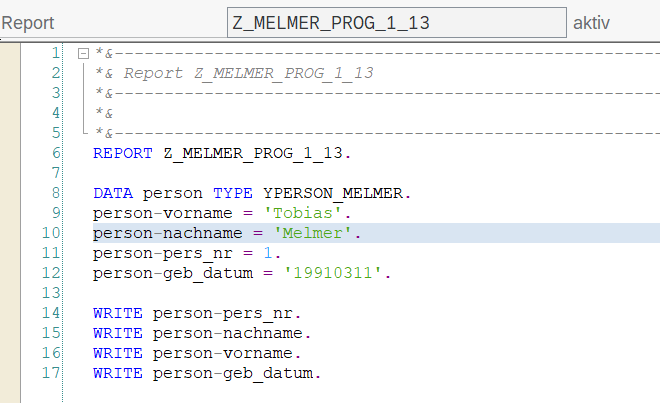 Report Z_MELMER_PROG_1_13 aktiv
1 *&---------------------------------------------------------
2 *& Report Z_MELMER_PROG_1_13
3 *&---------------------------------------------------------
4 *&
5 *&---------------------------------------------------------
6 REPORT Z_MELMER_PROG_1_13.
7
8 DATA person TYPE YPERSON_MELMER.
9 person-vorname = 'Tobias'.
10 person-nachname = 'Melmer'.
11 person-pers_nr = 1.
12 person-geb_datum = '19910311'.
13
14 WRITE person-pers_nr.
15 WRITE person-nachname.
16 WRITE person-vorname.
17 WRITE person-geb_datum.